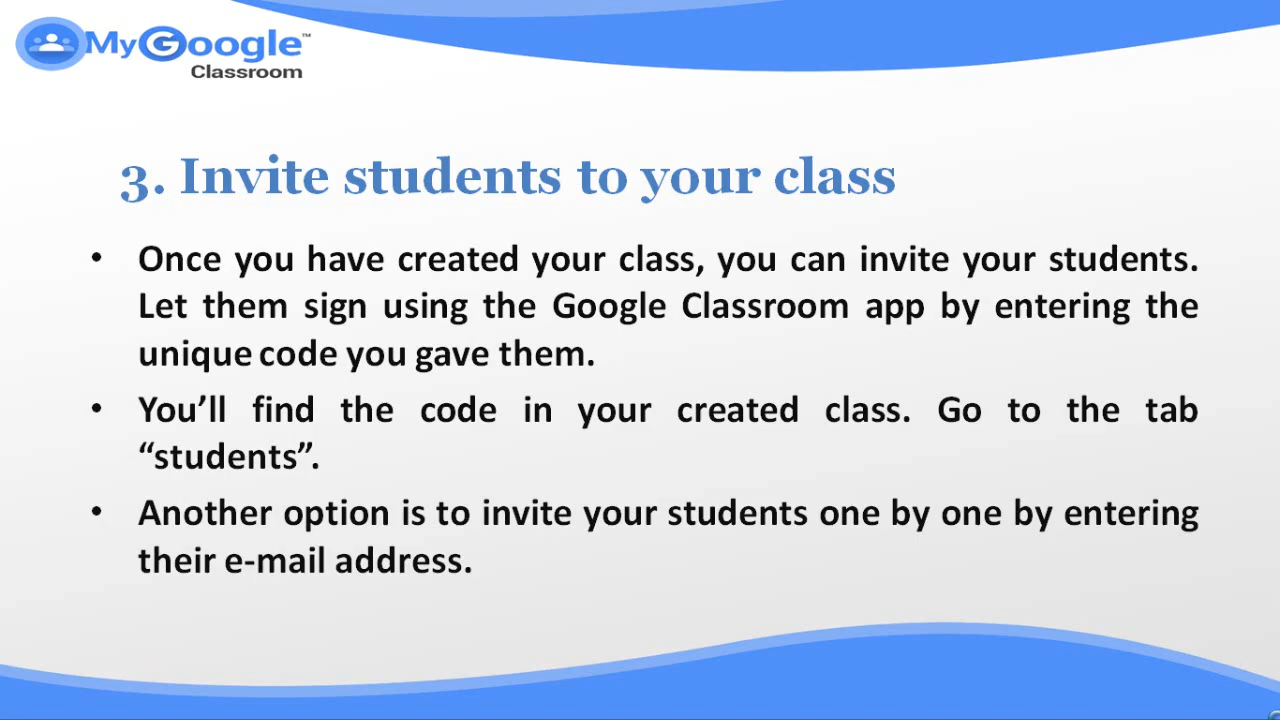 MyGoogle™
Classroom
3. Invite students to your class
• Once you have created your class, you can invite your students.
Let them sign using the Google Classroom app by entering the
unique code you gave them.
• You’ll find the code in your created class. Go to the tab
“students”.
• Another option is to invite your students one by one by entering
their e-mail address.